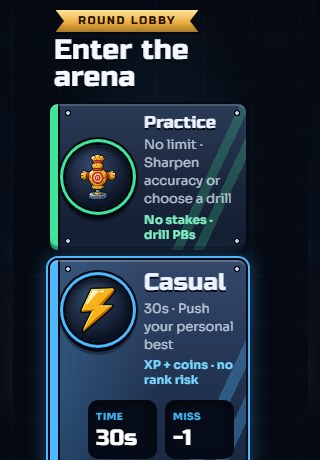 ROUND LOBBY
Enter the
arena
Practice
No limit ·
Sharpen
accuracy or
choose a drill
No stakes ·
drill PBs
Casual
30s · Push
your personal
best
XP + coins · no
rank risk
TIME
30s
MISS
-1